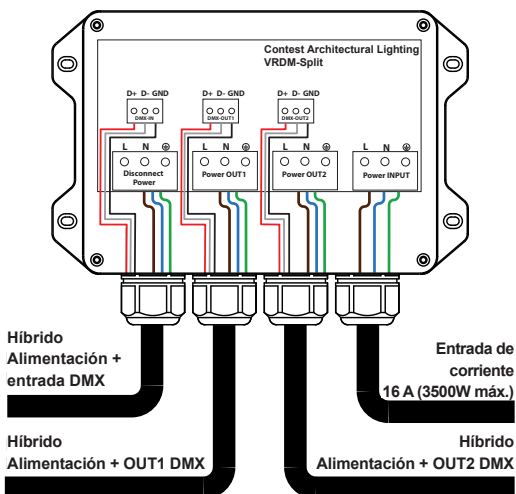 Contest Architectural Lighting
VRDM-Split
D+ D- GND
DMX-IN
D+ D- GND
DMX-OUT1
D+ D- GND
DMX-OUT2
L N ⏚
Disconnect
Power
L N ⏚
Power OUT1
L N ⏚
Power OUT2
L N ⏚
Power INPUT
Híbrido
Alimentación +
entrada DMX
Entrada de
corriente
16 A (3500W máx.)
Híbrido
Alimentación + OUT1 DMX
Híbrido
Alimentación + OUT2 DMX